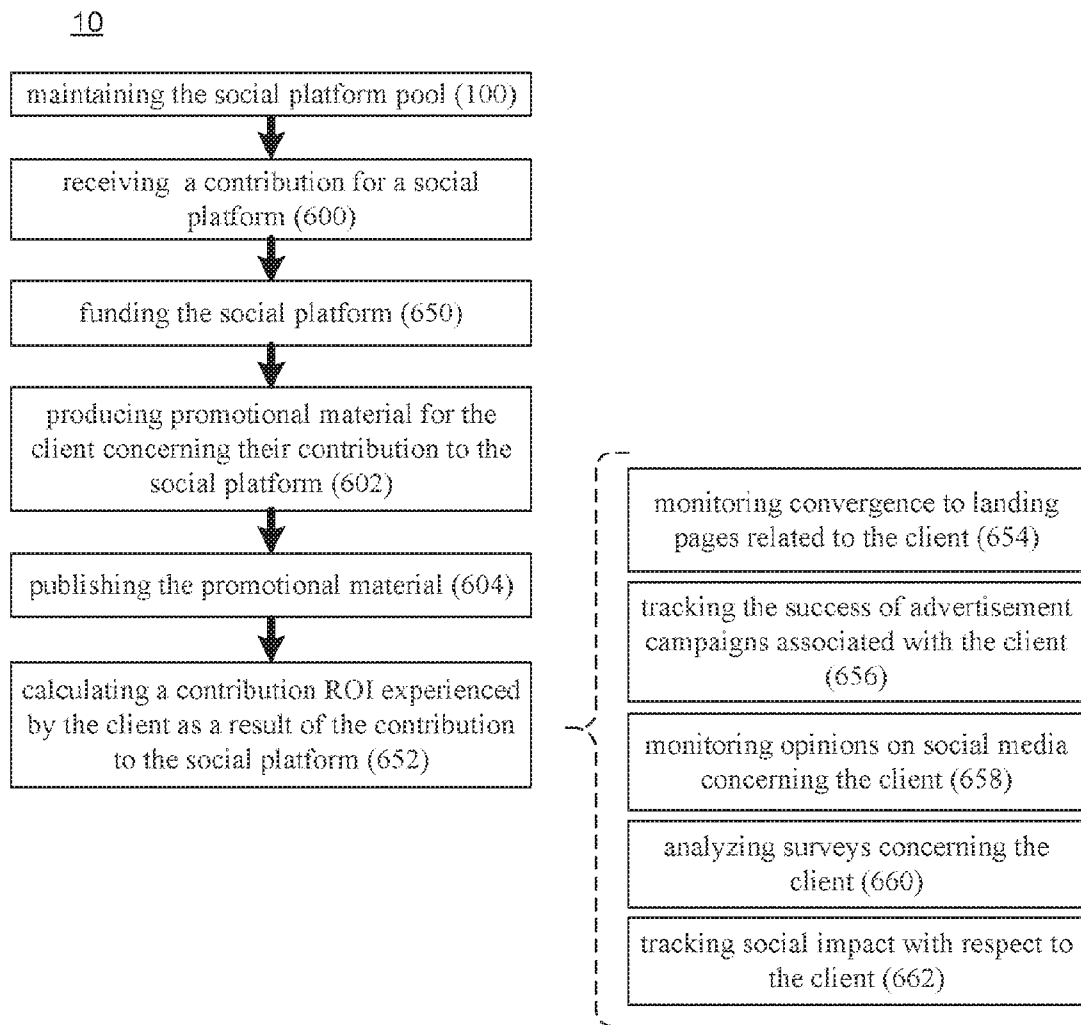 10
maintaining the social platform pool (100)
receiving a contribution for a social
platform (600)
funding the social platform (650)
producing promotional material for the
client concerning their contribution to the
social platform (602)
publishing the promotional material (604)
calculating a contribution ROI experienced
by the client as a result of the contribution
to the social platform (652)
monitoring convergence to landing
pages related to the client (654)
tracking the success of advertisement
campaigns associated with the client
(656)
monitoring opinions on social media
concerning the client (658)
analyzing surveys concerning the
client (660)
tracking social impact with respect to
the client (662)